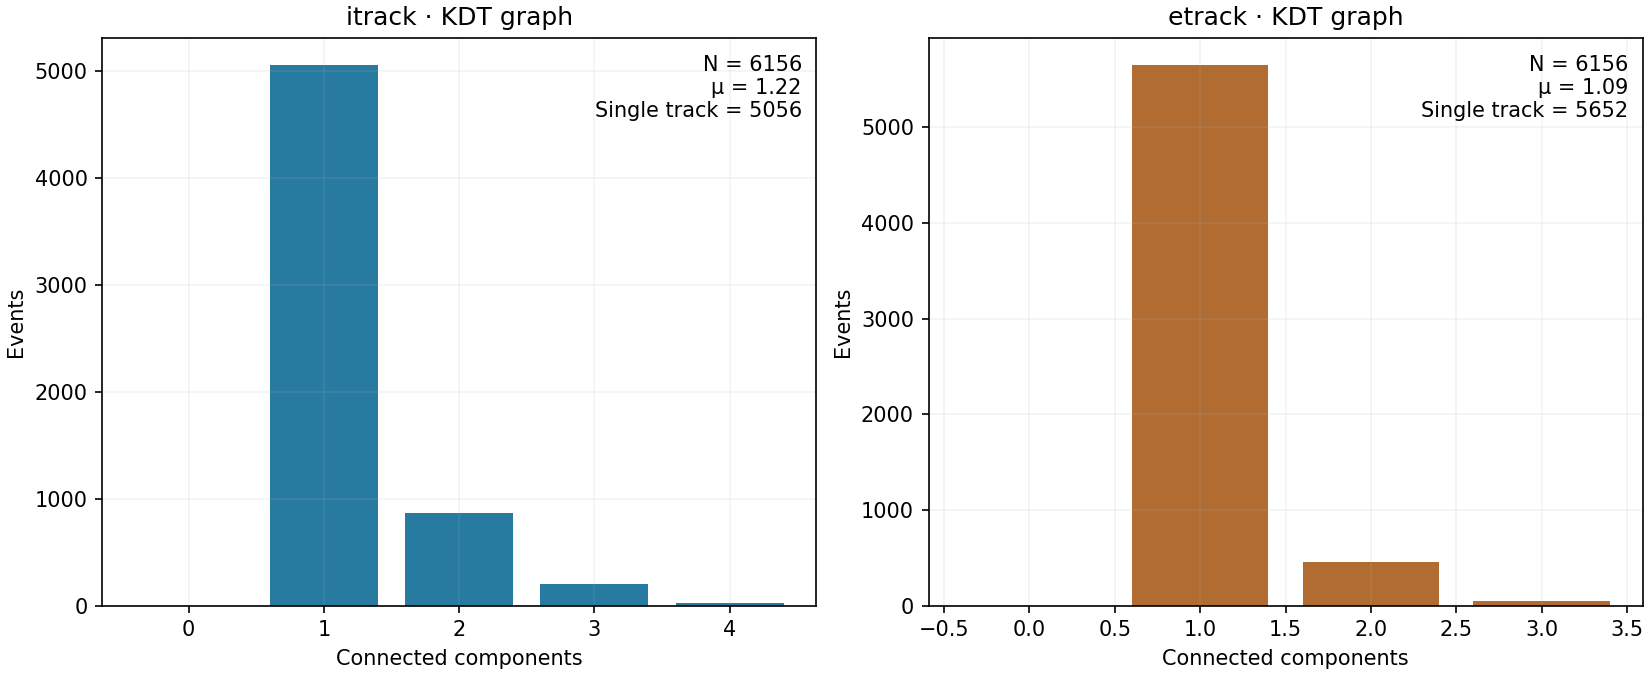 itrack · KDT graph
N = 6156
μ = 1.22
Single track = 5056
5000
4000
3000
2000
1000
0
Events
0 1 2 3 4
Connected components
etrack · KDT graph
N = 6156
μ = 1.09
Single track = 5652
5000
4000
3000
2000
1000
0
Events
−0.5 0.0 0.5 1.0 1.5 2.0 2.5 3.0 3.5
Connected components